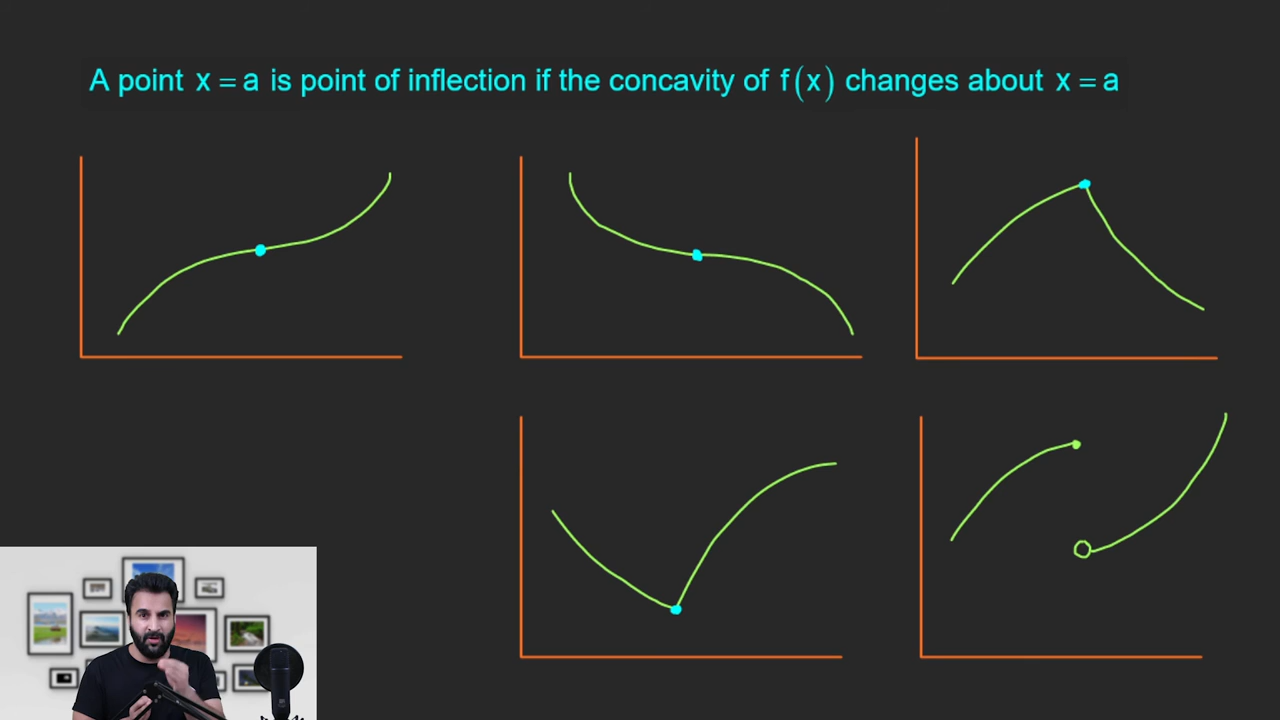 A point x = a is point of inflection if the concavity of f(x) changes about x = a